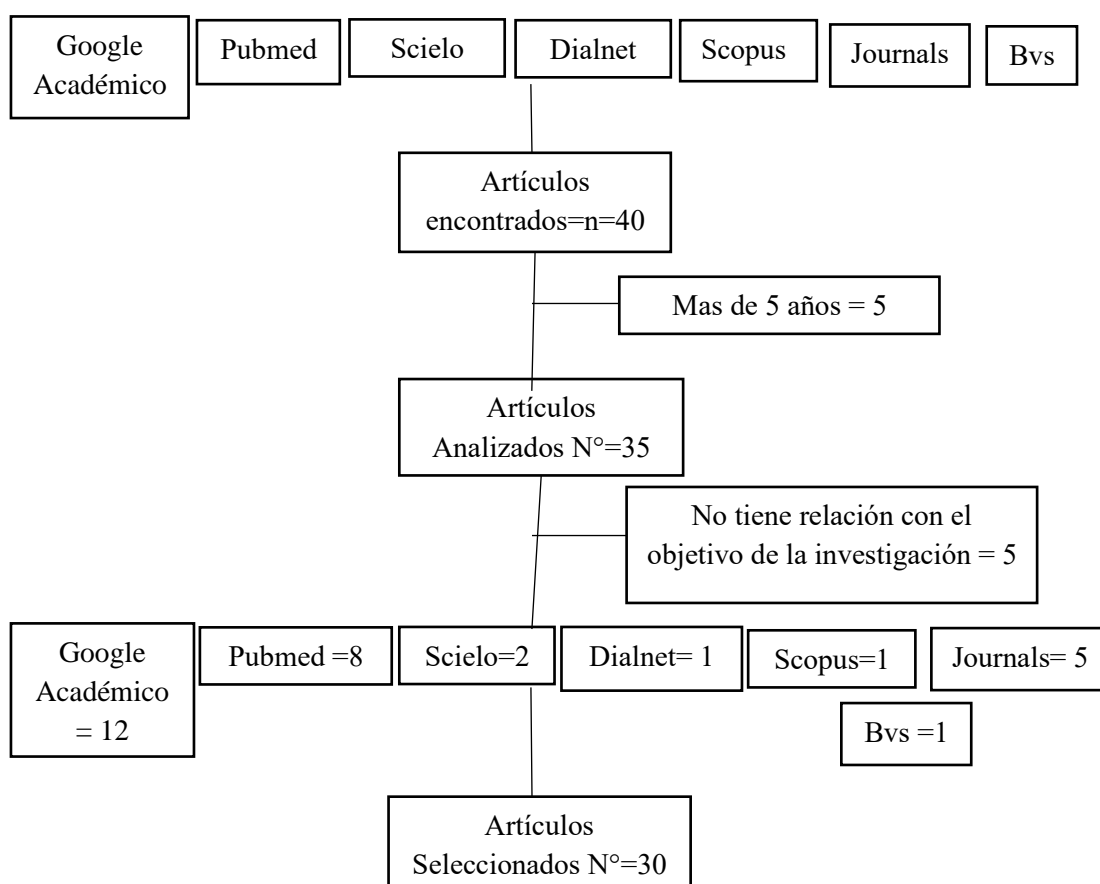 Google
Académico
Pubmed
Scielo
Dialnet
Scopus
Journals
Bvs
Artículos
encontrados=n=40
Mas de 5 años = 5
Artículos
Analizados N°=35
No tiene relación con el
objetivo de la investigación = 5
Google
Académico
= 12
Pubmed =8
Scielo=2
Dialnet= 1
Scopus=1
Journals= 5
Bvs =1
Artículos
Seleccionados N°=30